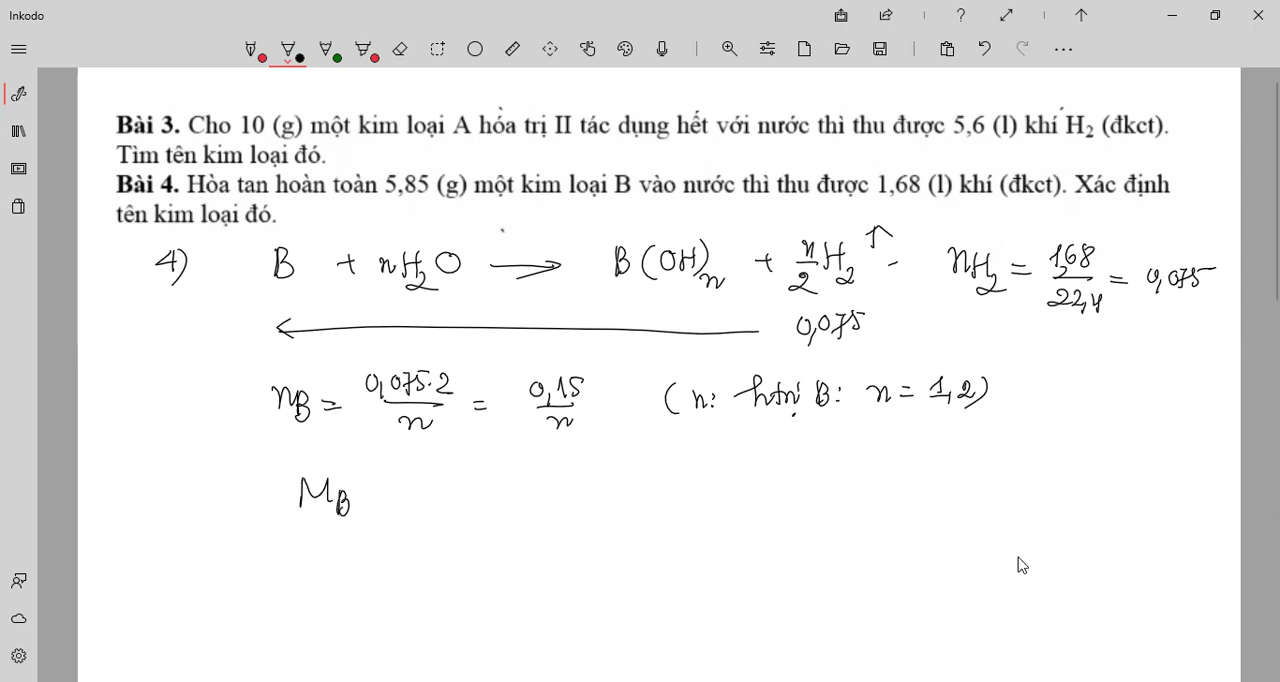 Inkodo
Bài 3. Cho 10 (g) một kim loại A hóa trị II tác dụng hết với nước thì thu được 5,6 (l) khí H₂ (đkct).
Tìm tên kim loại đó.
Bài 4. Hòa tan hoàn toàn 5,85 (g) một kim loại B vào nước thì thu được 1,68 (l) khí (đkct). Xác định
tên kim loại đó.
4) B + nH₂O → B(OH)ₙ + n/2 H₂↑ nH₂ = 1,68/22,4 = 0,075
← 0,075
nB = 0,075.2/n = 0,15/n (n: htrị B: n = 1,2)
MB